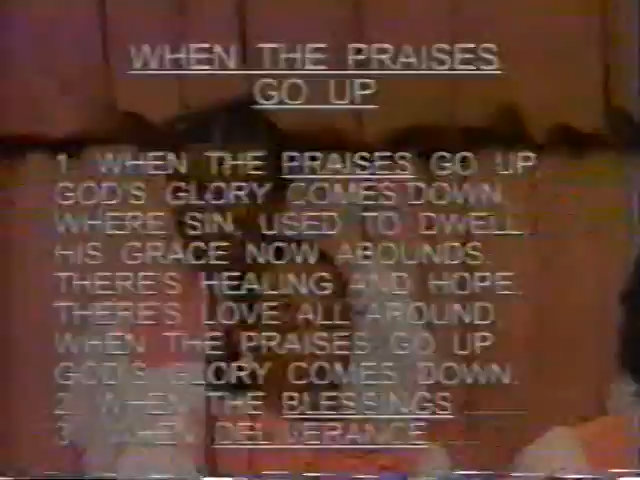 WHEN THE PRAISES
GO UP
1. WHEN THE PRAISES GO UP
GOD'S GLORY COMES DOWN.
WHERE SIN, USED TO DWELL,
HIS GRACE NOW ABOUNDS.
THERE'S HEALING AND HOPE.
THERE'S LOVE ALL AROUND
WHEN THE PRAISES GO UP
GOD'S GLORY COMES DOWN.
2. WHEN THE BLESSINGS
3. WHEN DELIVERANCE